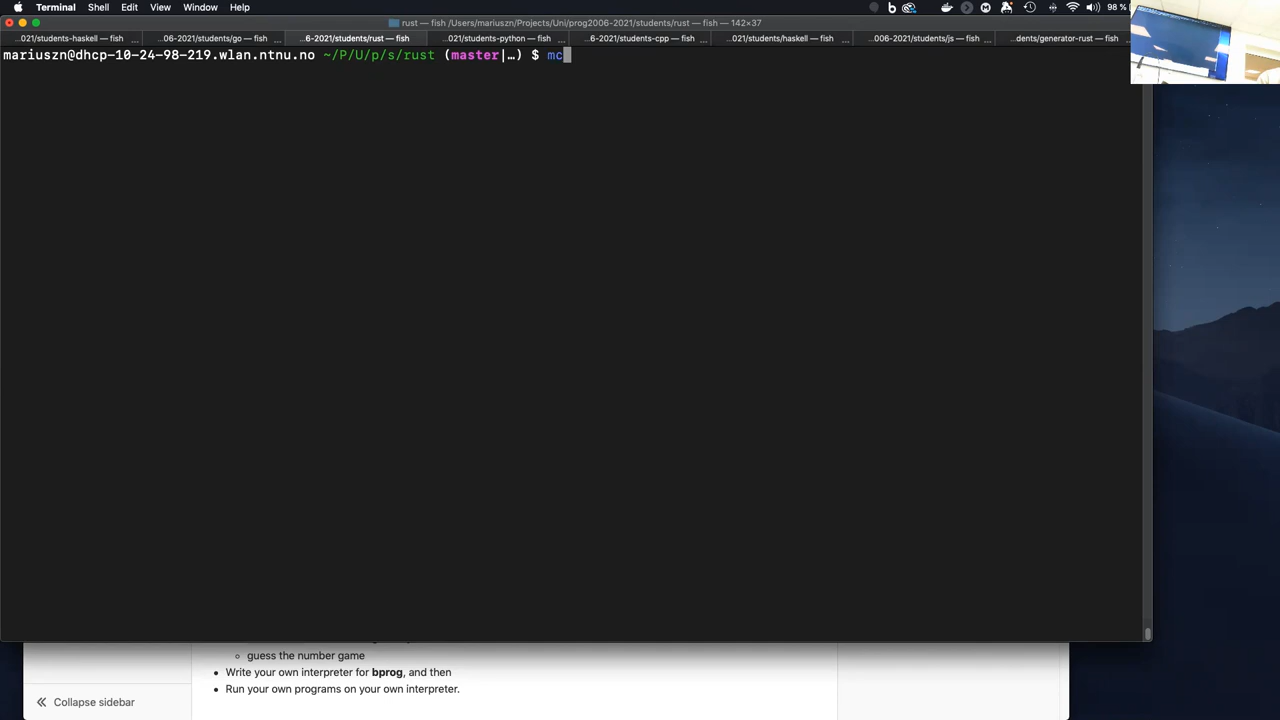 Terminal Shell Edit View Window Help 98 %
rust — fish /Users/mariuszn/Projects/Uni/prog2006-2021/students/rust — fish — 142×37
...021/students-haskell — fish ... ...06-2021/students/go — fish ... ...6-2021/students/rust — fish ...021/students-python — fish ... ...6-2021/students-cpp — fish ... ...021/students/haskell — fish ... ...006-2021/students/js — fish ... ...dents/generator-rust — fish ...
mariuszn@dhcp-10-24-98-219.wlan.ntnu.no ~/P/U/p/s/rust (master|…) $ mc
guess the number game
Write your own interpreter for bprog, and then
Run your own programs on your own interpreter.
Collapse sidebar